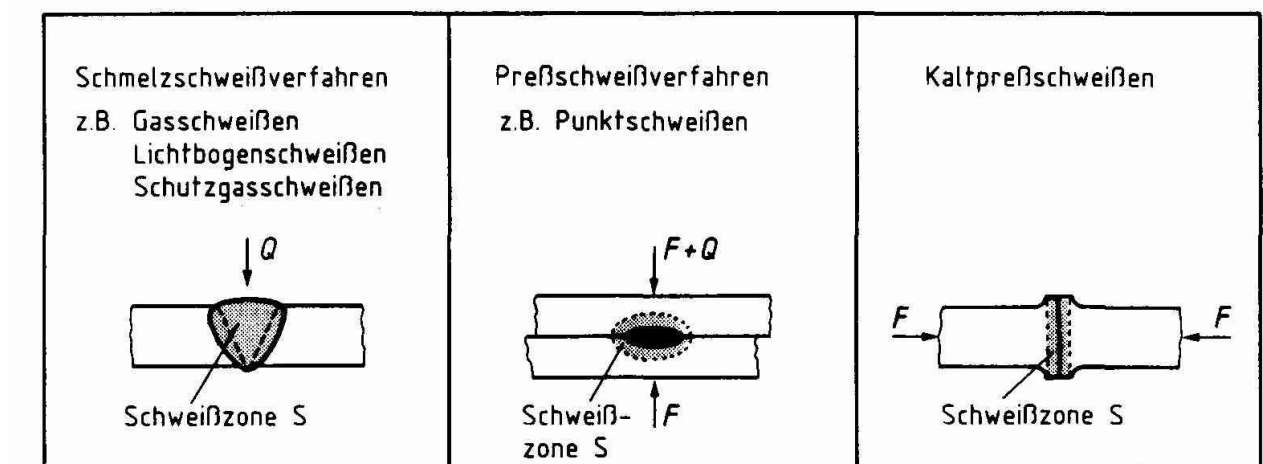 Schmelzschweißverfahren
z.B. Gasschweißen
Lichtbogenschweißen
Schutzgasschweißen
Q
Schweißzone S
Preßschweißverfahren
z.B. Punktschweißen
F+Q
Schweiß-
zone S
F
Kaltpreßschweißen
F
F
Schweißzone S